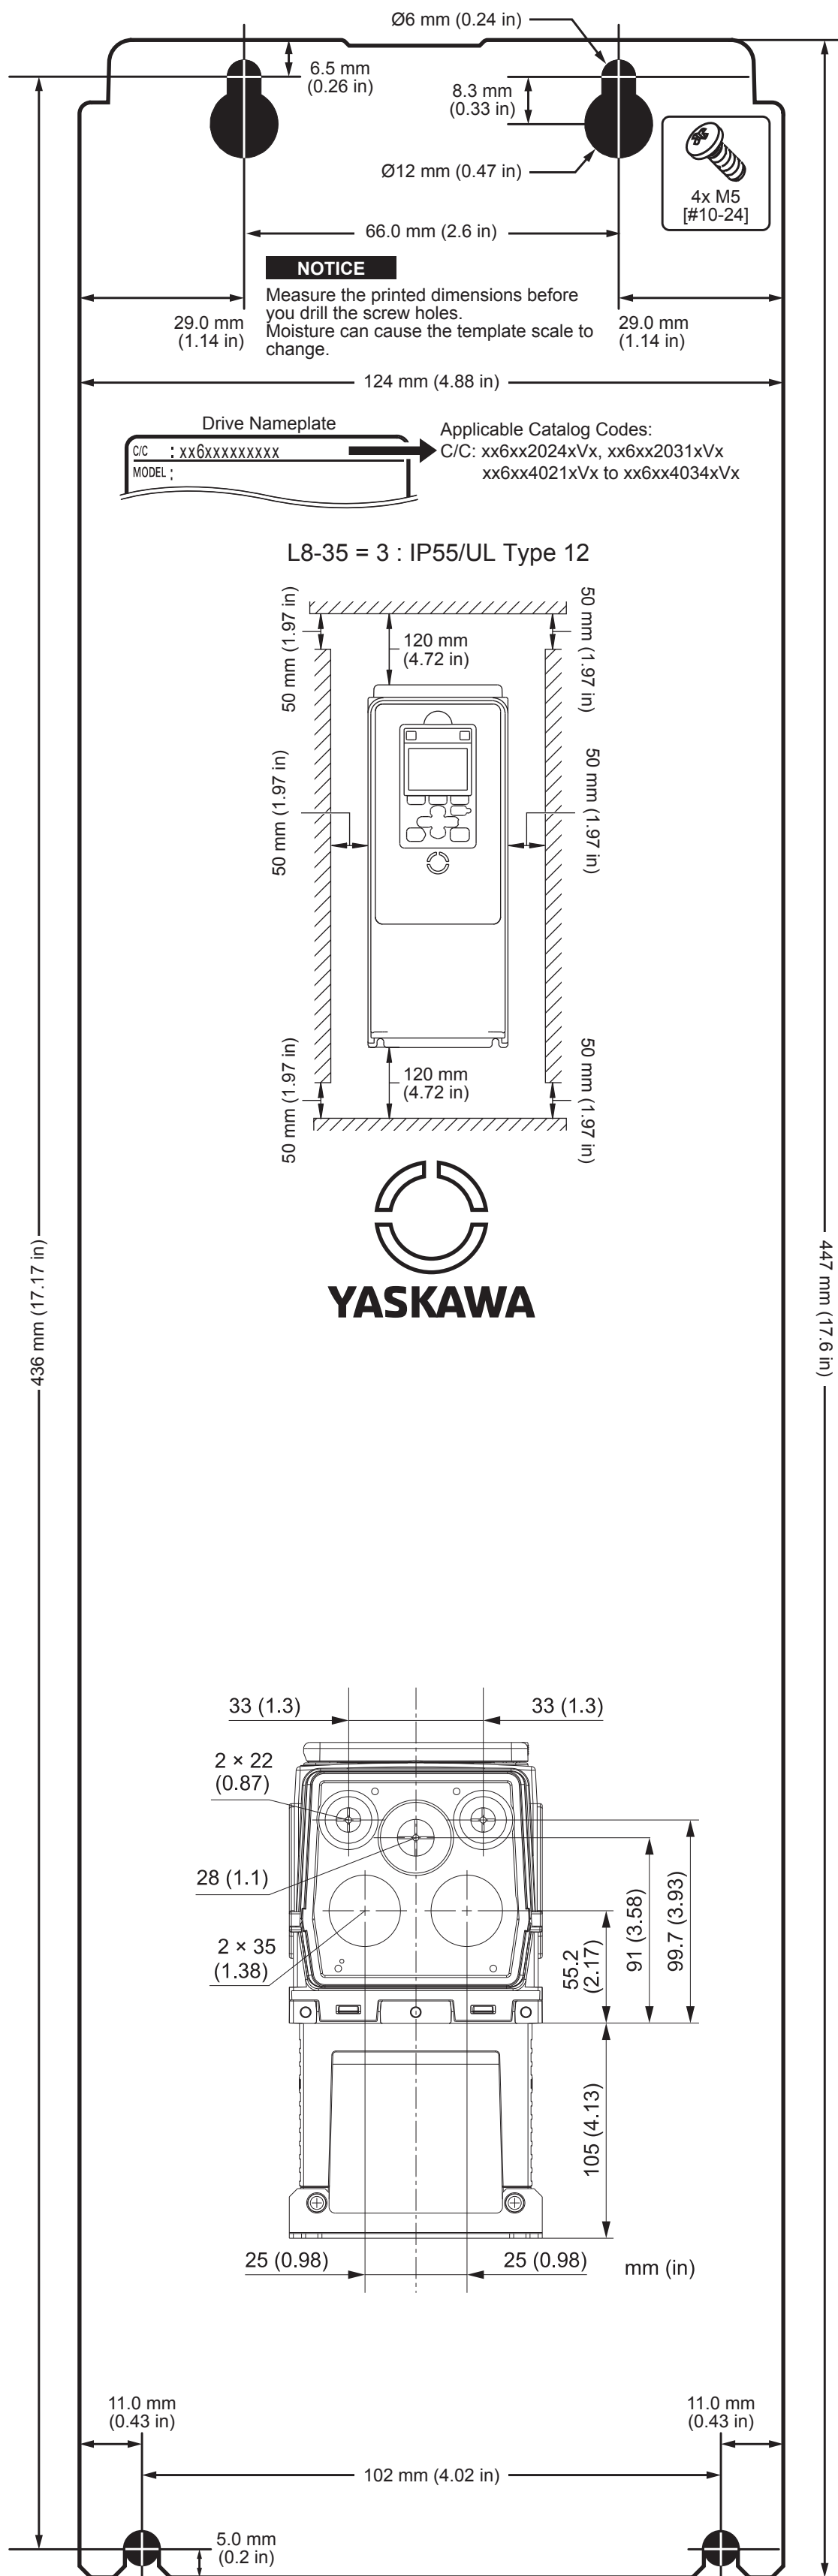 Ø6 mm (0.24 in)
6.5 mm
(0.26 in)
8.3 mm
(0.33 in)
Ø12 mm (0.47 in)
4x M5
[#10-24]
66.0 mm (2.6 in)
NOTICE
Measure the printed dimensions before
you drill the screw holes.
Moisture can cause the template scale to
change.
29.0 mm
(1.14 in)
29.0 mm
(1.14 in)
124 mm (4.88 in)
Drive Nameplate
C/C : xx6xxxxxxxxx
MODEL :
Applicable Catalog Codes:
C/C: xx6xx2024xVx, xx6xx2031xVx
xx6xx4021xVx to xx6xx4034xVx
L8-35 = 3 : IP55/UL Type 12
50 mm (1.97 in)
120 mm
(4.72 in)
50 mm (1.97 in)
50 mm (1.97 in)
50 mm (1.97 in)
50 mm (1.97 in)
120 mm
(4.72 in)
50 mm (1.97 in)
YASKAWA
436 mm (17.17 in)
447 mm (17.6 in)
33 (1.3)
33 (1.3)
2 × 22
(0.87)
28 (1.1)
2 × 35
(1.38)
55.2
(2.17)
91 (3.58)
99.7 (3.93)
105 (4.13)
25 (0.98)
25 (0.98)
mm (in)
11.0 mm
(0.43 in)
11.0 mm
(0.43 in)
102 mm (4.02 in)
5.0 mm
(0.2 in)